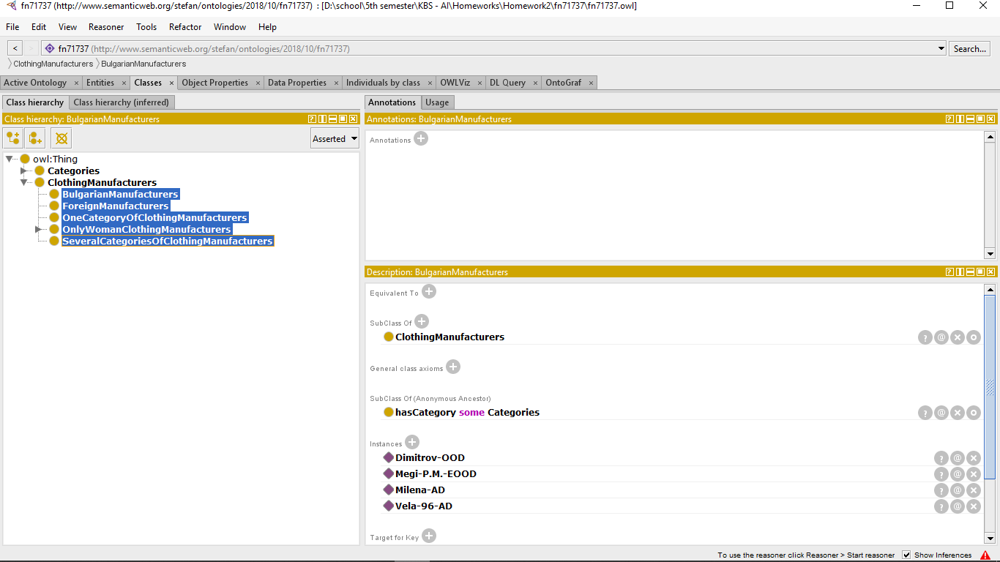 fn71737 (http://www.semanticweb.org/stefan/ontologies/2018/10/fn71737) : [D:\school\5th semester\KBS - AI\Homeworks\Homework2\fn71737\fn71737.owl]
File Edit View Reasoner Tools Refactor Window Help
< > fn71737 (http://www.semanticweb.org/stefan/ontologies/2018/10/fn71737) Search...
ClothingManufacturers BulgarianManufacturers
Active Ontology × Entities × Classes × Object Properties × Data Properties × Individuals by class × OWLViz × DL Query × OntoGraf ×
Class hierarchy Class hierarchy (inferred)
Class hierarchy: BulgarianManufacturers
Asserted
owl:Thing
Categories
ClothingManufacturers
BulgarianManufacturers
ForeignManufacturers
OneCategoryOfClothingManufacturers
OnlyWomanClothingManufacturers
SeveralCategoriesOfClothingManufacturers
Annotations Usage
Annotations: BulgarianManufacturers
Annotations
Description: BulgarianManufacturers
Equivalent To
SubClass Of
ClothingManufacturers
General class axioms
SubClass Of (Anonymous Ancestor)
hasCategory some Categories
Instances
Dimitrov-OOD
Megi-P.M.-EOOD
Milena-AD
Vela-96-AD
Target for Key
To use the reasoner click Reasoner > Start reasoner Show Inferences